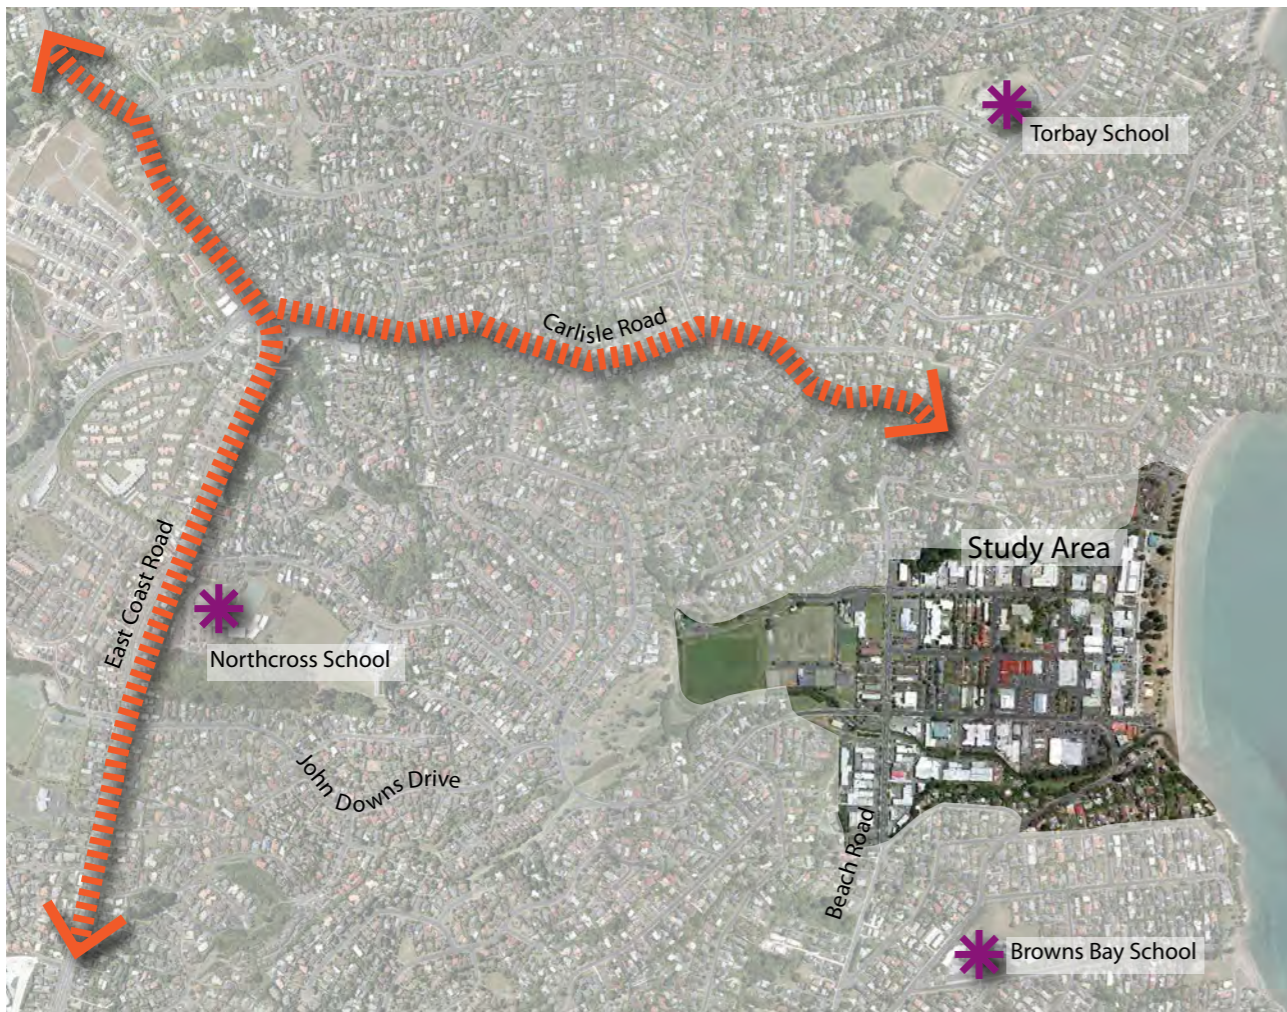 Torbay School
Carlisle Road
Study Area
East Coast Road
Northcross School
John Downs Drive
Beach Road
Browns Bay School